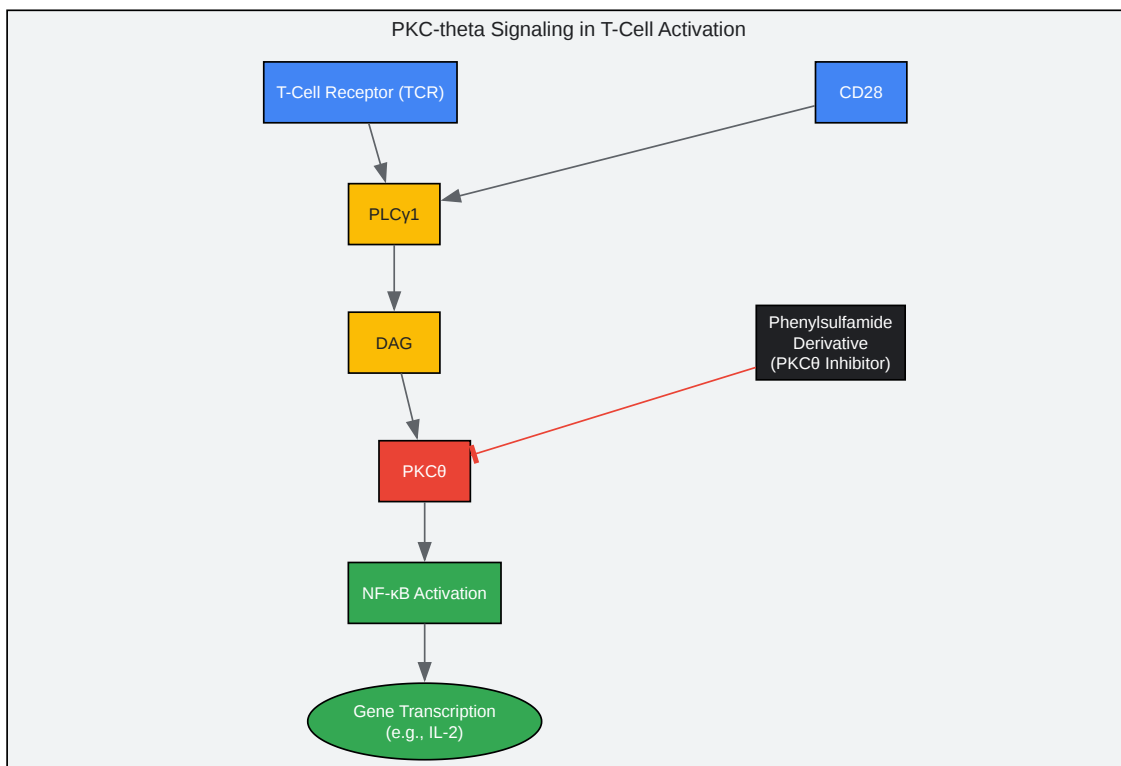 PKC-theta Signaling in T-Cell Activation
T-Cell Receptor (TCR)
CD28
PLCγ1
DAG
Phenylsulfamide
Derivative
(PKCθ Inhibitor)
PKCθ
NF-κB Activation
Gene Transcription
(e.g., IL-2)